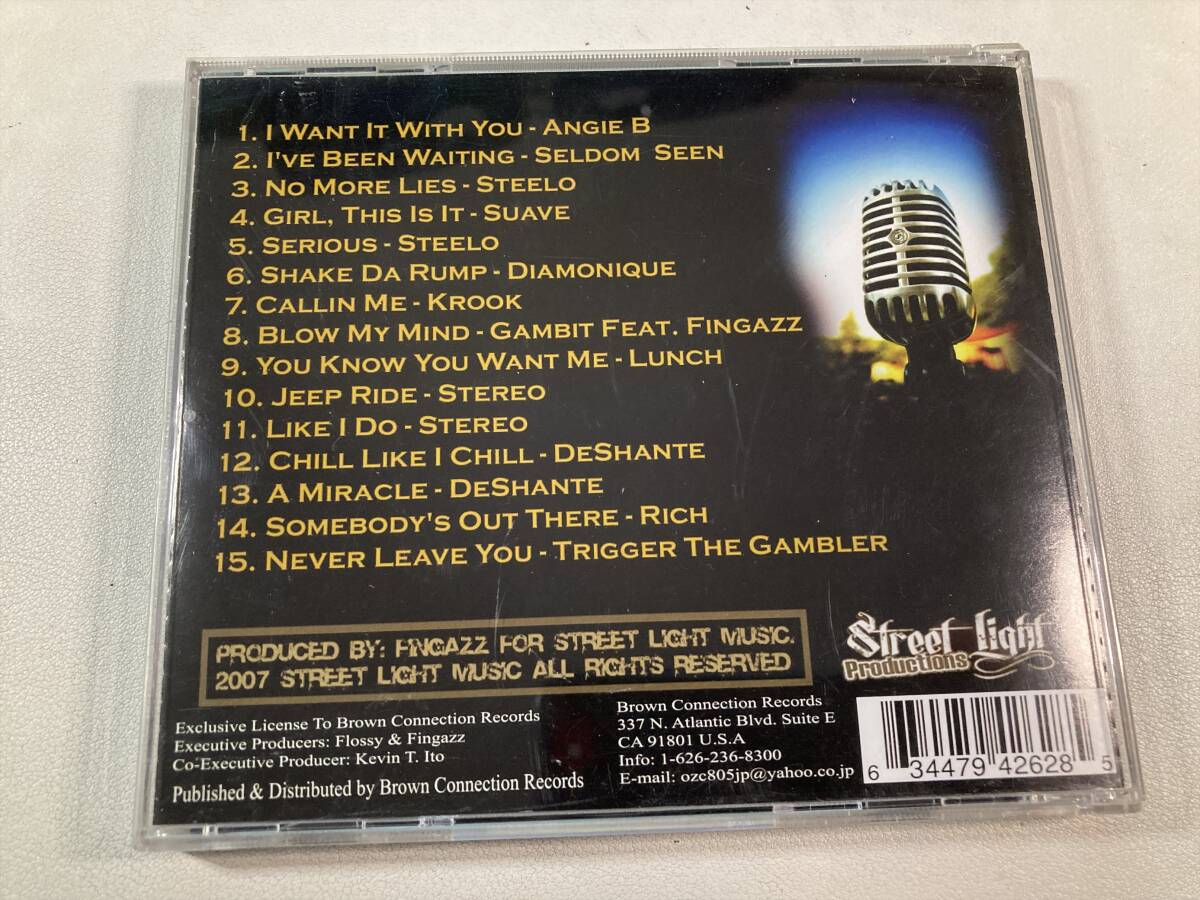 1. I Want It With You - Angie B
2. I've Been Waiting - Seldom Seen
3. No More Lies - Steelo
4. Girl, This Is It - Suave
5. Serious - Steelo
6. Shake Da Rump - Diamonique
7. Callin Me - Krook
8. Blow My Mind - Gambit Feat. Fingazz
9. You Know You Want Me - Lunch
10. Jeep Ride - Stereo
11. Like I Do - Stereo
12. Chill Like I Chill - DeShante
13. A Miracle - DeShante
14. Somebody's Out There - Rich
15. Never Leave You - Trigger The Gambler
PRODUCED BY: FINGAZZ FOR STREET LIGHT MUSIC.
2007 STREET LIGHT MUSIC ALL RIGHTS RESERVED
Street Light
Productions
Exclusive License To Brown Connection Records
Executive Producers: Flossy & Fingazz
Co-Executive Producer: Kevin T. Ito
Published & Distributed by Brown Connection Records
Brown Connection Records
337 N. Atlantic Blvd. Suite E
CA 91801 U.S.A
Info: 1-626-236-8300
E-mail: ozc805jp@yahoo.co.jp
6 34479 42628 5